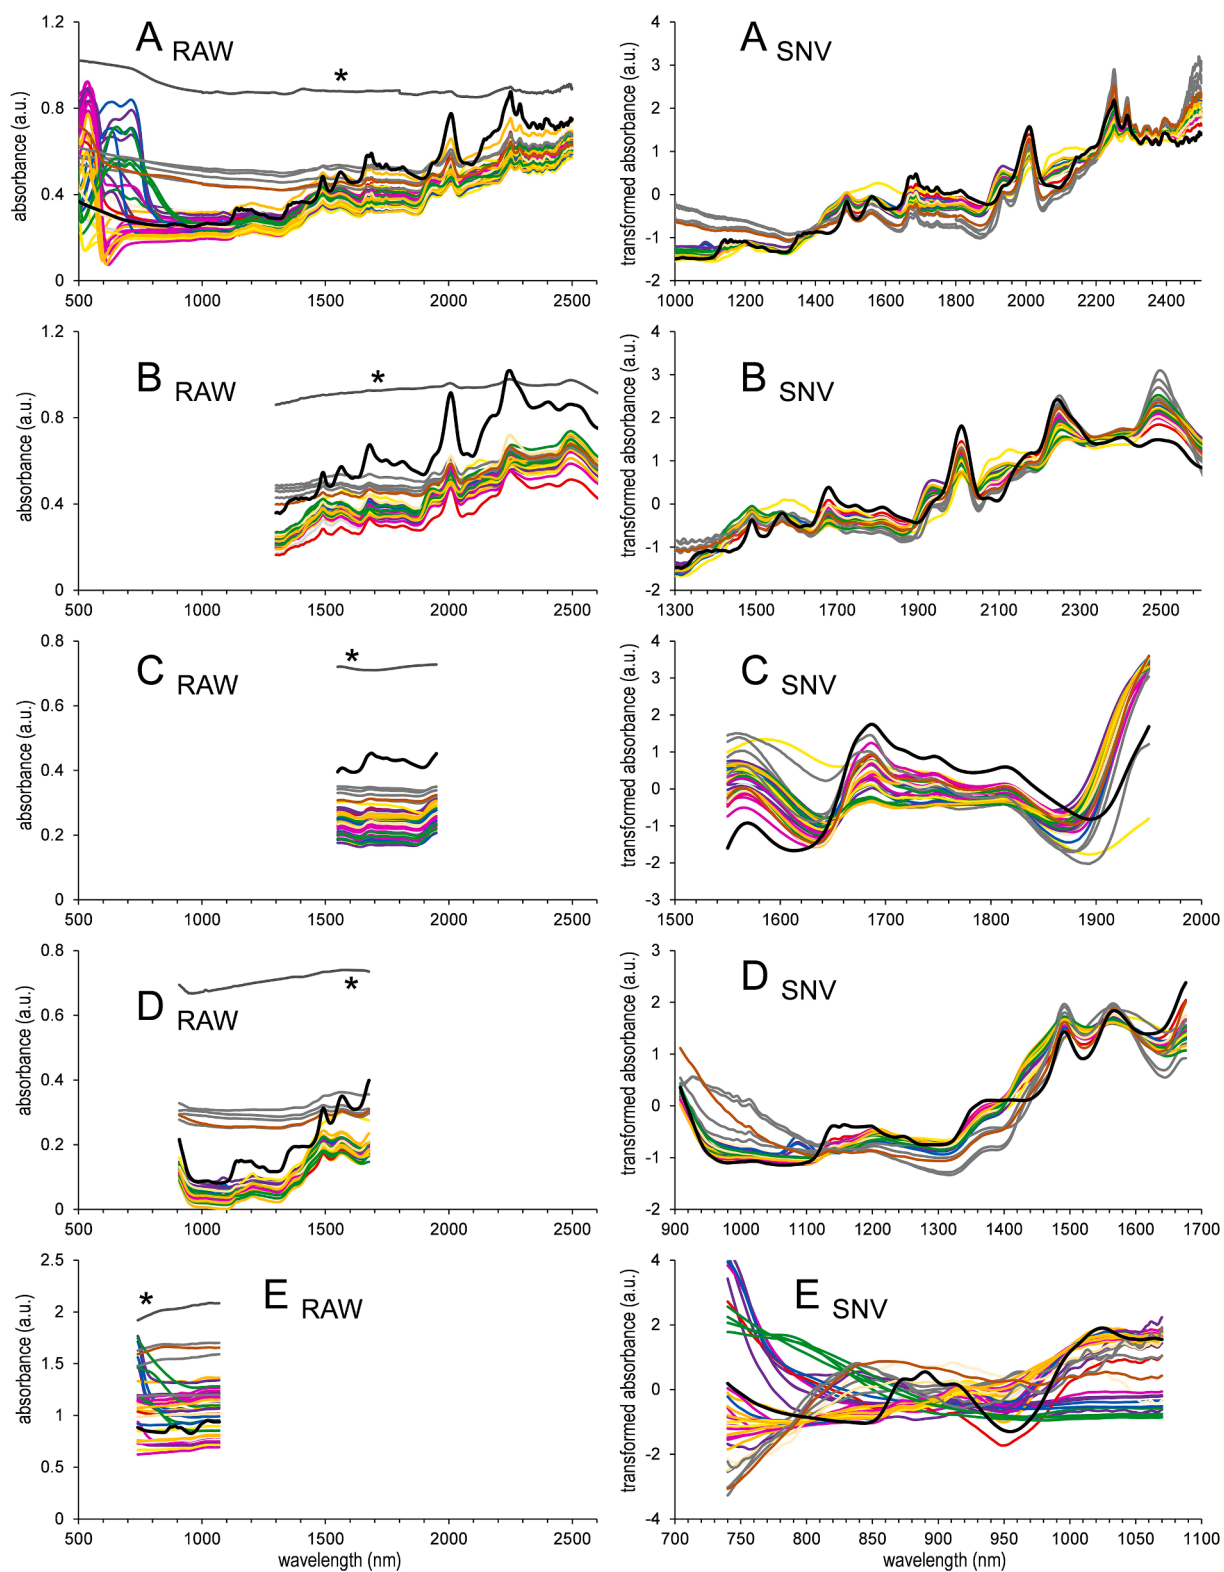 A RAW
*
absorbance (a.u.)
1.2
0.8
0.4
0
500 1000 1500 2000 2500
A SNV
transformed absorbance (a.u.)
4
3
2
1
0
-1
-2
1000 1200 1400 1600 1800 2000 2200 2400
B RAW
*
absorbance (a.u.)
1.2
0.8
0.4
0
500 1000 1500 2000 2500
B SNV
transformed absorbance (a.u.)
4
3
2
1
0
-1
-2
1300 1500 1700 1900 2100 2300 2500
C RAW
*
absorbance (a.u.)
0.8
0.6
0.4
0.2
0
500 1000 1500 2000 2500
C SNV
transformed absorbance (a.u.)
4
3
2
1
0
-1
-2
-3
1500 1600 1700 1800 1900 2000
D RAW
*
absorbance (a.u.)
0.8
0.6
0.4
0.2
0
500 1000 1500 2000 2500
D SNV
transformed absorbance (a.u.)
3
2
1
0
-1
-2
900 1000 1100 1200 1300 1400 1500 1600 1700
E RAW
*
absorbance (a.u.)
2.5
2
1.5
1
0.5
0
500 1000 1500 2000 2500
wavelength (nm)
E SNV
transformed absorbance (a.u.)
4
2
0
-2
-4
700 750 800 850 900 950 1000 1050 1100
wavelength (nm)